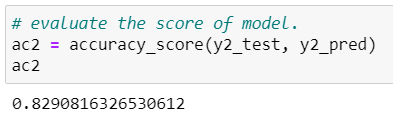 # evaluate the score of model.
ac2 = accuracy_score(y2_test, y2_pred)
ac2
0.8290816326530612